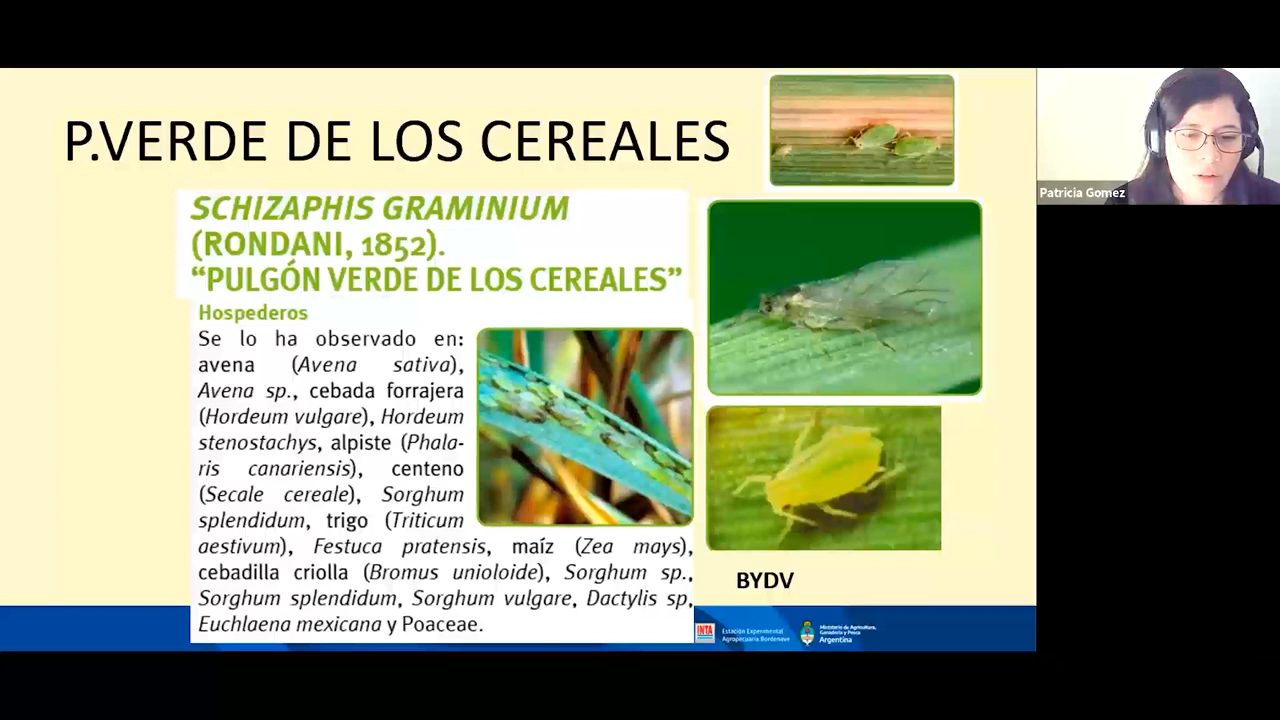 P.VERDE DE LOS CEREALES
SCHIZAPHIS GRAMINIUM
(RONDANI, 1852).
“PULGÓN VERDE DE LOS CEREALES”
Hospederos
Se lo ha observado en:
avena (Avena sativa),
Avena sp., cebada forrajera
(Hordeum vulgare), Hordeum
stenostachys, alpiste (Phala-
ris canariensis), centeno
(Secale cereale), Sorghum
splendidum, trigo (Triticum
aestivum), Festuca pratensis, maíz (Zea mays),
cebadilla criolla (Bromus unioloide), Sorghum sp.,
Sorghum splendidum, Sorghum vulgare, Dactylis sp,
Euchlaena mexicana y Poaceae.
BYDV
INTA
Estación Experimental
Agropecuaria Bordenave
Ministerio de Agricultura,
Ganadería y Pesca
Argentina
Patricia Gomez